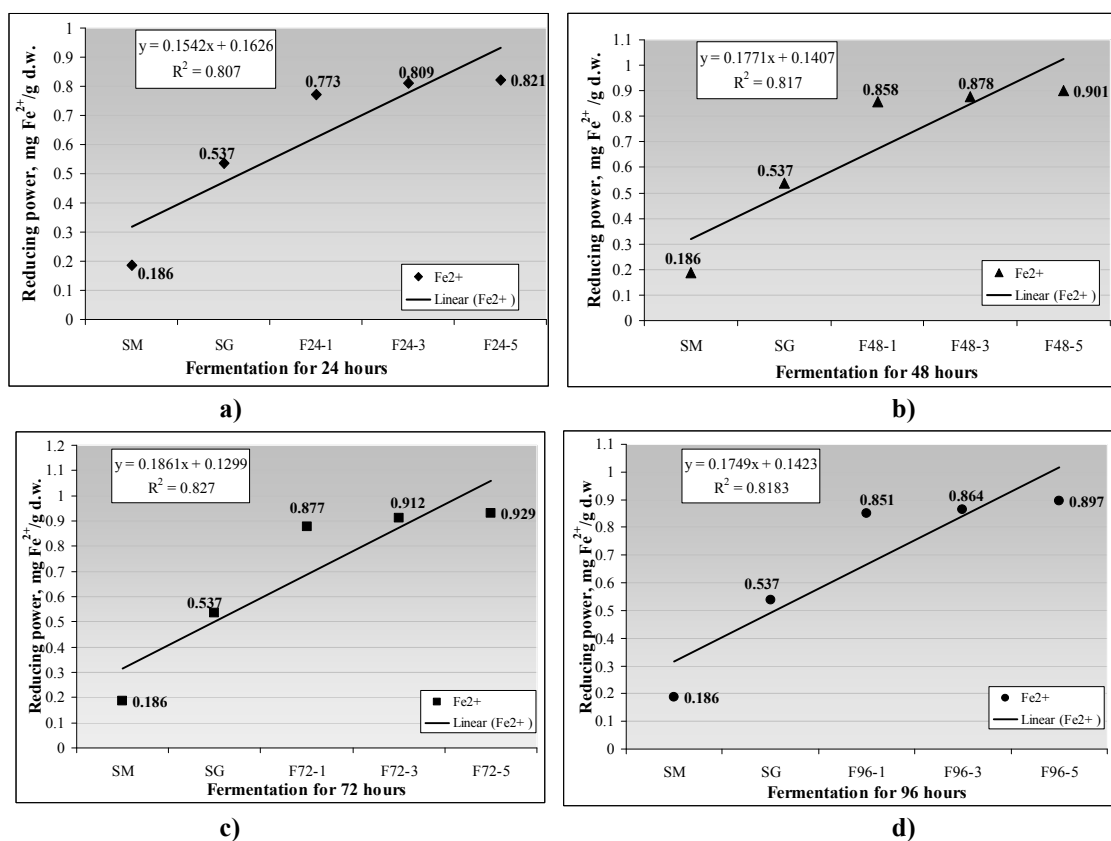 Reducing power, mg Fe²⁺/g d.w.
1
0.9
0.8
0.7
0.6
0.5
0.4
0.3
0.2
0.1
0
y = 0.1542x + 0.1626
R² = 0.807
0.186
0.537
0.773
0.809
0.821
Fe2+
Linear (Fe2+ )
SM SG F24-1 F24-3 F24-5
Fermentation for 24 hours
a)
Reducing power, mg Fe²⁺ /g d.w.
1.1
1
0.9
0.8
0.7
0.6
0.5
0.4
0.3
0.2
0.1
0
y = 0.1771x + 0.1407
R² = 0.817
0.186
0.537
0.858
0.878
0.901
Fe2+
Linear (Fe2+ )
SM SG F48-1 F48-3 F48-5
Fermentation for 48 hours
b)
Reducing power, mg Fe²⁺/g d.w.
1.2
1.1
1
0.9
0.8
0.7
0.6
0.5
0.4
0.3
0.2
0.1
0
y = 0.1861x + 0.1299
R² = 0.827
0.186
0.537
0.877
0.912
0.929
Fe2+
Linear (Fe2+ )
SM SG F72-1 F72-3 F72-5
Fermentation for 72 hours
c)
Reducing power, mg Fe²⁺/g d.w
1.1
1
0.9
0.8
0.7
0.6
0.5
0.4
0.3
0.2
0.1
0
y = 0.1749x + 0.1423
R² = 0.8183
0.186
0.537
0.851
0.864
0.897
Fe2+
Linear (Fe2+ )
SM SG F96-1 F96-3 F96-5
Fermentation for 96 hours
d)